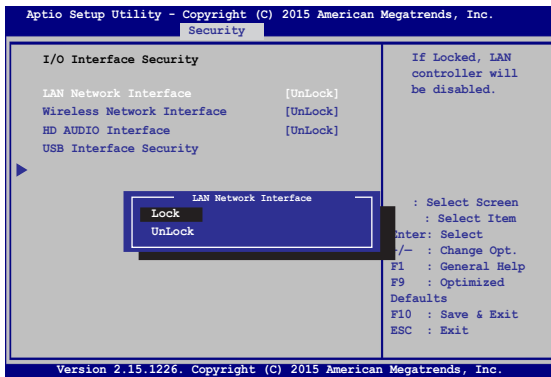 Aptio Setup Utility – Copyright (C) 2015 American Megatrends, Inc.
Security
I/O Interface Security
LAN Network Interface [UnLock]
Wireless Network Interface [UnLock]
HD AUDIO Interface [UnLock]
USB Interface Security
If Locked, LAN
controller will
be disabled.
LAN Network Interface
Lock
UnLock
: Select Screen
: Select Item
Enter: Select
+/— : Change Opt.
F1 : General Help
F9 : Optimized
Defaults
F10 : Save & Exit
ESC : Exit
Version 2.15.1226. Copyright (C) 2015 American Megatrends, Inc.